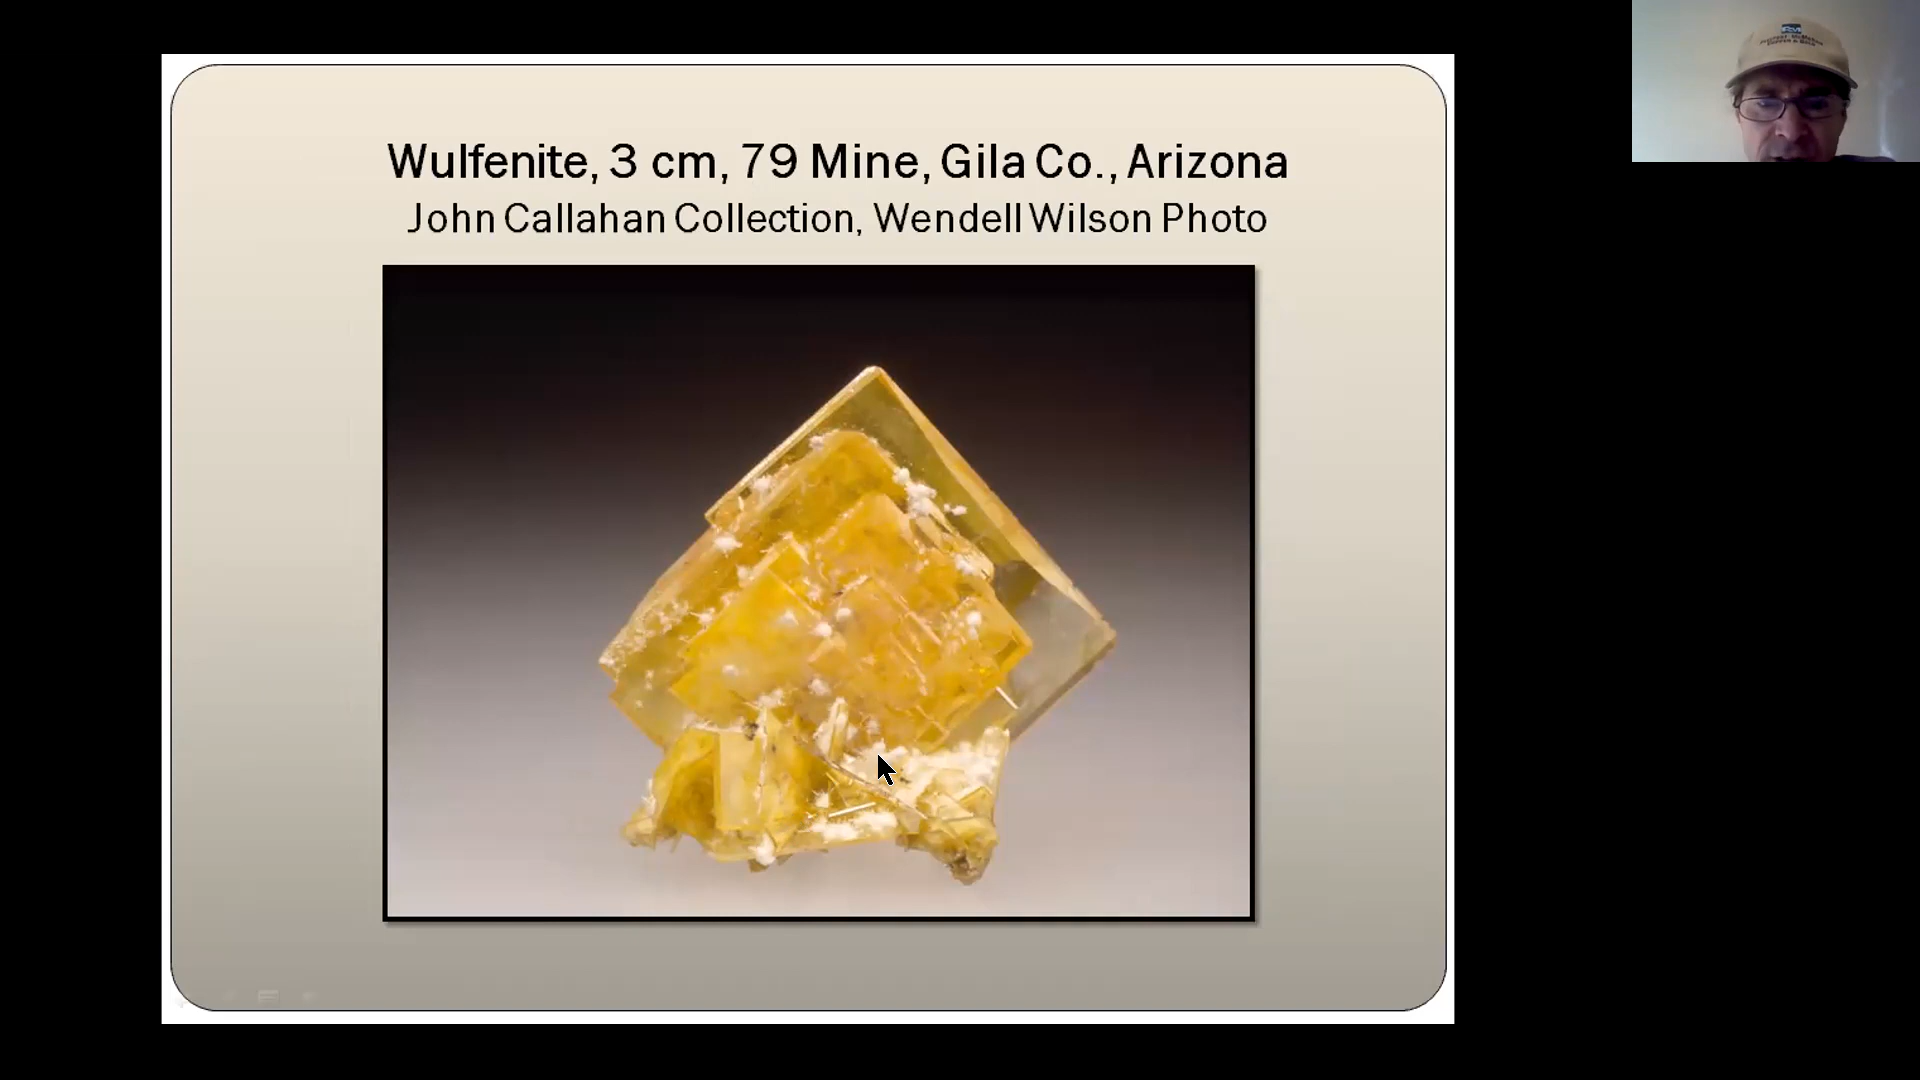 Wulfenite, 3 cm, 79 Mine, Gila Co., Arizona
John Callahan Collection, Wendell Wilson Photo